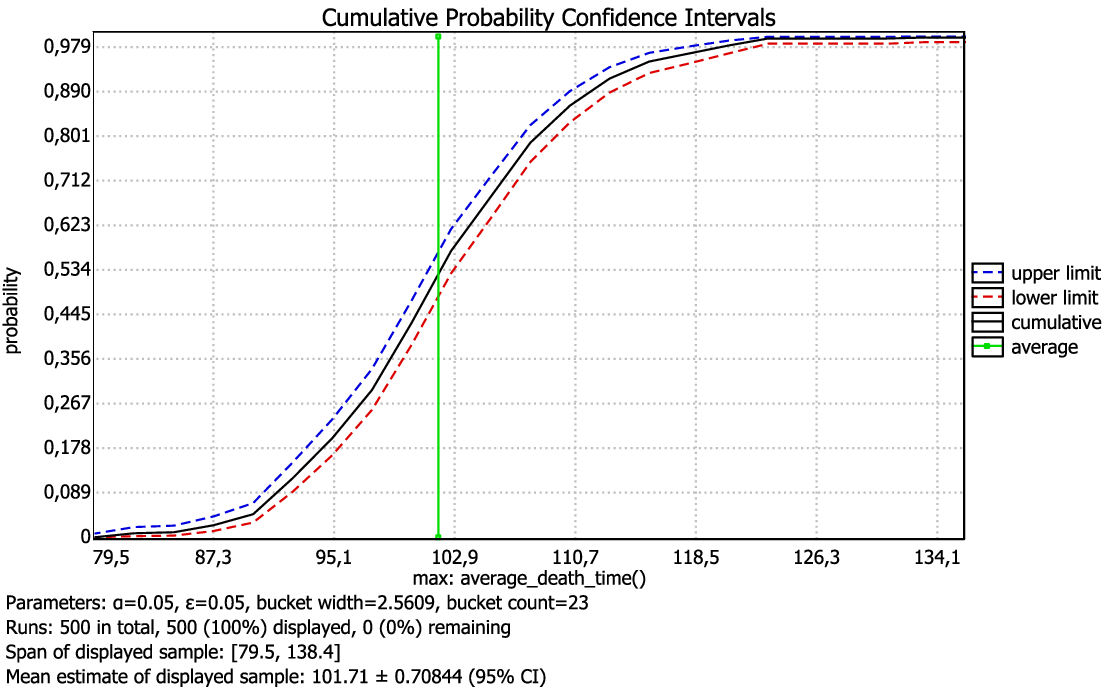 Cumulative Probability Confidence Intervals
0,979
0,890
0,801
0,712
0,623
0,534
0,445
0,356
0,267
0,178
0,089
0
probability
79,5 87,3 95,1 102,9 110,7 118,5 126,3 134,1
max: average_death_time()
upper limit
lower limit
cumulative
average
Parameters: α=0.05, ε=0.05, bucket width=2.5609, bucket count=23
Runs: 500 in total, 500 (100%) displayed, 0 (0%) remaining
Span of displayed sample: [79.5, 138.4]
Mean estimate of displayed sample: 101.71 ± 0.70844 (95% CI)